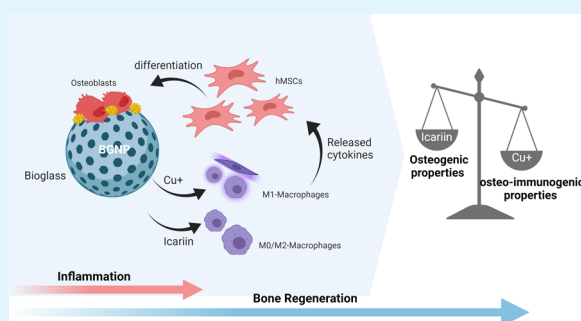 differentiation
Osteoblasts
hMSCs
BGNP
Bioglass
Cu+
Icariin
Released
cytokines
M1-Macrophages
M0/M2-Macrophages
Inflammation
Bone Regeneration
Icariin
Osteogenic
properties
Cu+
osteo-immunogenic
properties